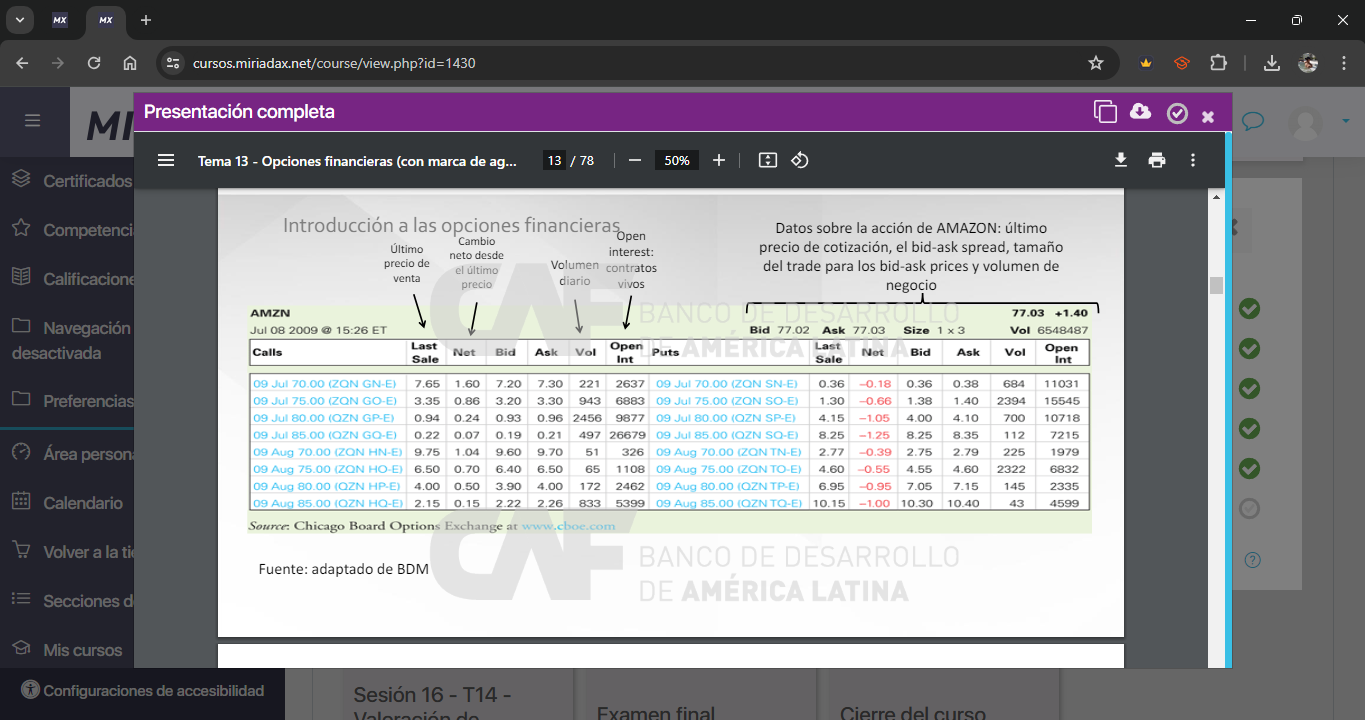 MX
MX
cursos.miriadax.net/course/view.php?id=1430
Presentación completa
MI
Tema 13 - Opciones financieras (con marca de ag...
13 / 78
50%
Certificados
Competenci
Calificacione
Navegación
desactivada
Preferencias
Área persona
Calendario
Volver a la ti
Secciones d
Mis cursos
Configuraciones de accesibilidad
Introducción a las opciones financieras
Último
precio de
venta
Cambio
neto desde
el último
precio
Volumen
diario
Open
interest:
contratos
vivos
Datos sobre la acción de AMAZON: último
precio de cotización, el bid-ask spread, tamaño
del trade para los bid-ask prices y volumen de
negocio
AMZN 77.03 +1.40
Jul 08 2009 @ 15:26 ET Bid 77.02 Ask 77.03 Size 1 x 3 Vol 6548487
Calls Last Sale Net Bid Ask Vol Open Int Puts Last Sale Net Bid Ask Vol Open Int
09 Jul 70.00 (ZQN GN-E) 7.65 1.60 7.20 7.30 221 2637 09 Jul 70.00 (ZQN SN-E) 0.36 −0.18 0.36 0.38 684 11031
09 Jul 75.00 (ZQN GO-E) 3.35 0.86 3.20 3.30 943 6883 09 Jul 75.00 (ZQN SO-E) 1.30 −0.66 1.38 1.40 2394 15545
09 Jul 80.00 (QZN GP-E) 0.94 0.24 0.93 0.96 2456 9877 09 Jul 80.00 (QZN SP-E) 4.15 −1.05 4.00 4.10 700 10718
09 Jul 85.00 (QZN GQ-E) 0.22 0.07 0.19 0.21 497 26679 09 Jul 85.00 (QZN SQ-E) 8.25 −1.25 8.25 8.35 112 7215
09 Aug 70.00 (ZQN HN-E) 9.75 1.04 9.60 9.70 51 326 09 Aug 70.00 (ZQN TN-E) 2.77 −0.39 2.75 2.79 225 1979
09 Aug 75.00 (ZQN HO-E) 6.50 0.70 6.40 6.50 65 1108 09 Aug 75.00 (ZQN TO-E) 4.60 −0.55 4.55 4.60 2322 6832
09 Aug 80.00 (QZN HP-E) 4.00 0.50 3.90 4.00 172 2462 09 Aug 80.00 (QZN TP-E) 6.95 −0.95 7.05 7.15 145 2335
09 Aug 85.00 (QZN HQ-E) 2.15 0.15 2.22 2.26 833 5399 09 Aug 85.00 (QZN TQ-E) 10.15 −1.00 10.30 10.40 43 4599
Source: Chicago Board Options Exchange at www.cboe.com
Fuente: adaptado de BDM
CAF BANCO DE DESARROLLO
DE AMÉRICA LATINA
CAF BANCO DE DESARROLLO
DE AMÉRICA LATINA
Sesión 16 - T14 -
Valoración de
Examen final
Cierre del curso